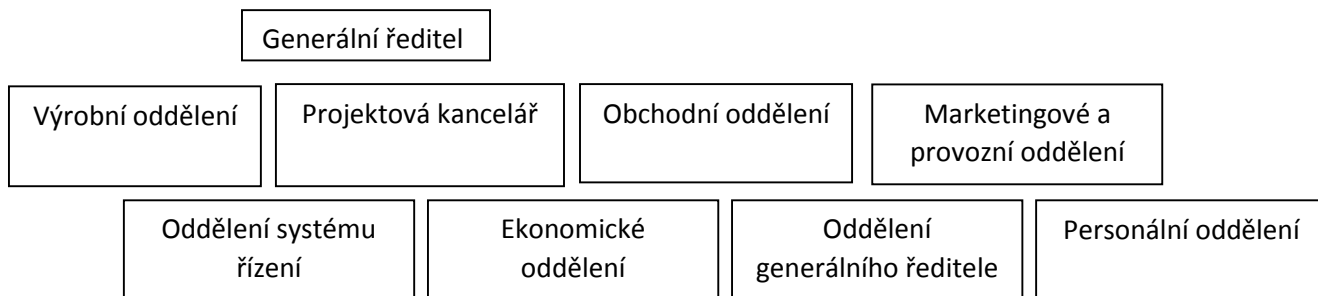 Generální ředitel
Výrobní oddělení
Projektová kancelář
Obchodní oddělení
Marketingové a
provozní oddělení
Oddělení systému
řízení
Ekonomické
oddělení
Oddělení
generálního ředitele
Personální oddělení